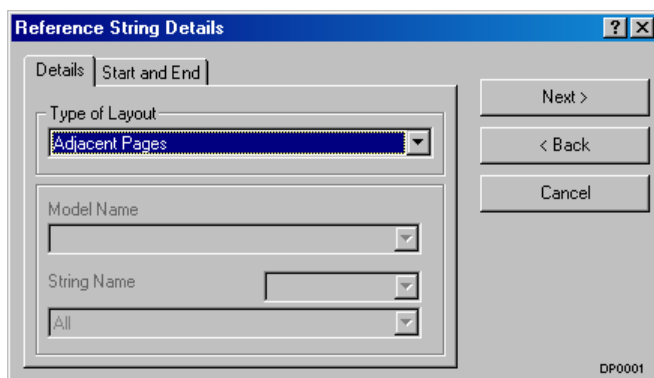 Reference String Details
Details
Start and End
Type of Layout
Adjacent Pages
Model Name
String Name
All
Next >
< Back
Cancel
DP0001